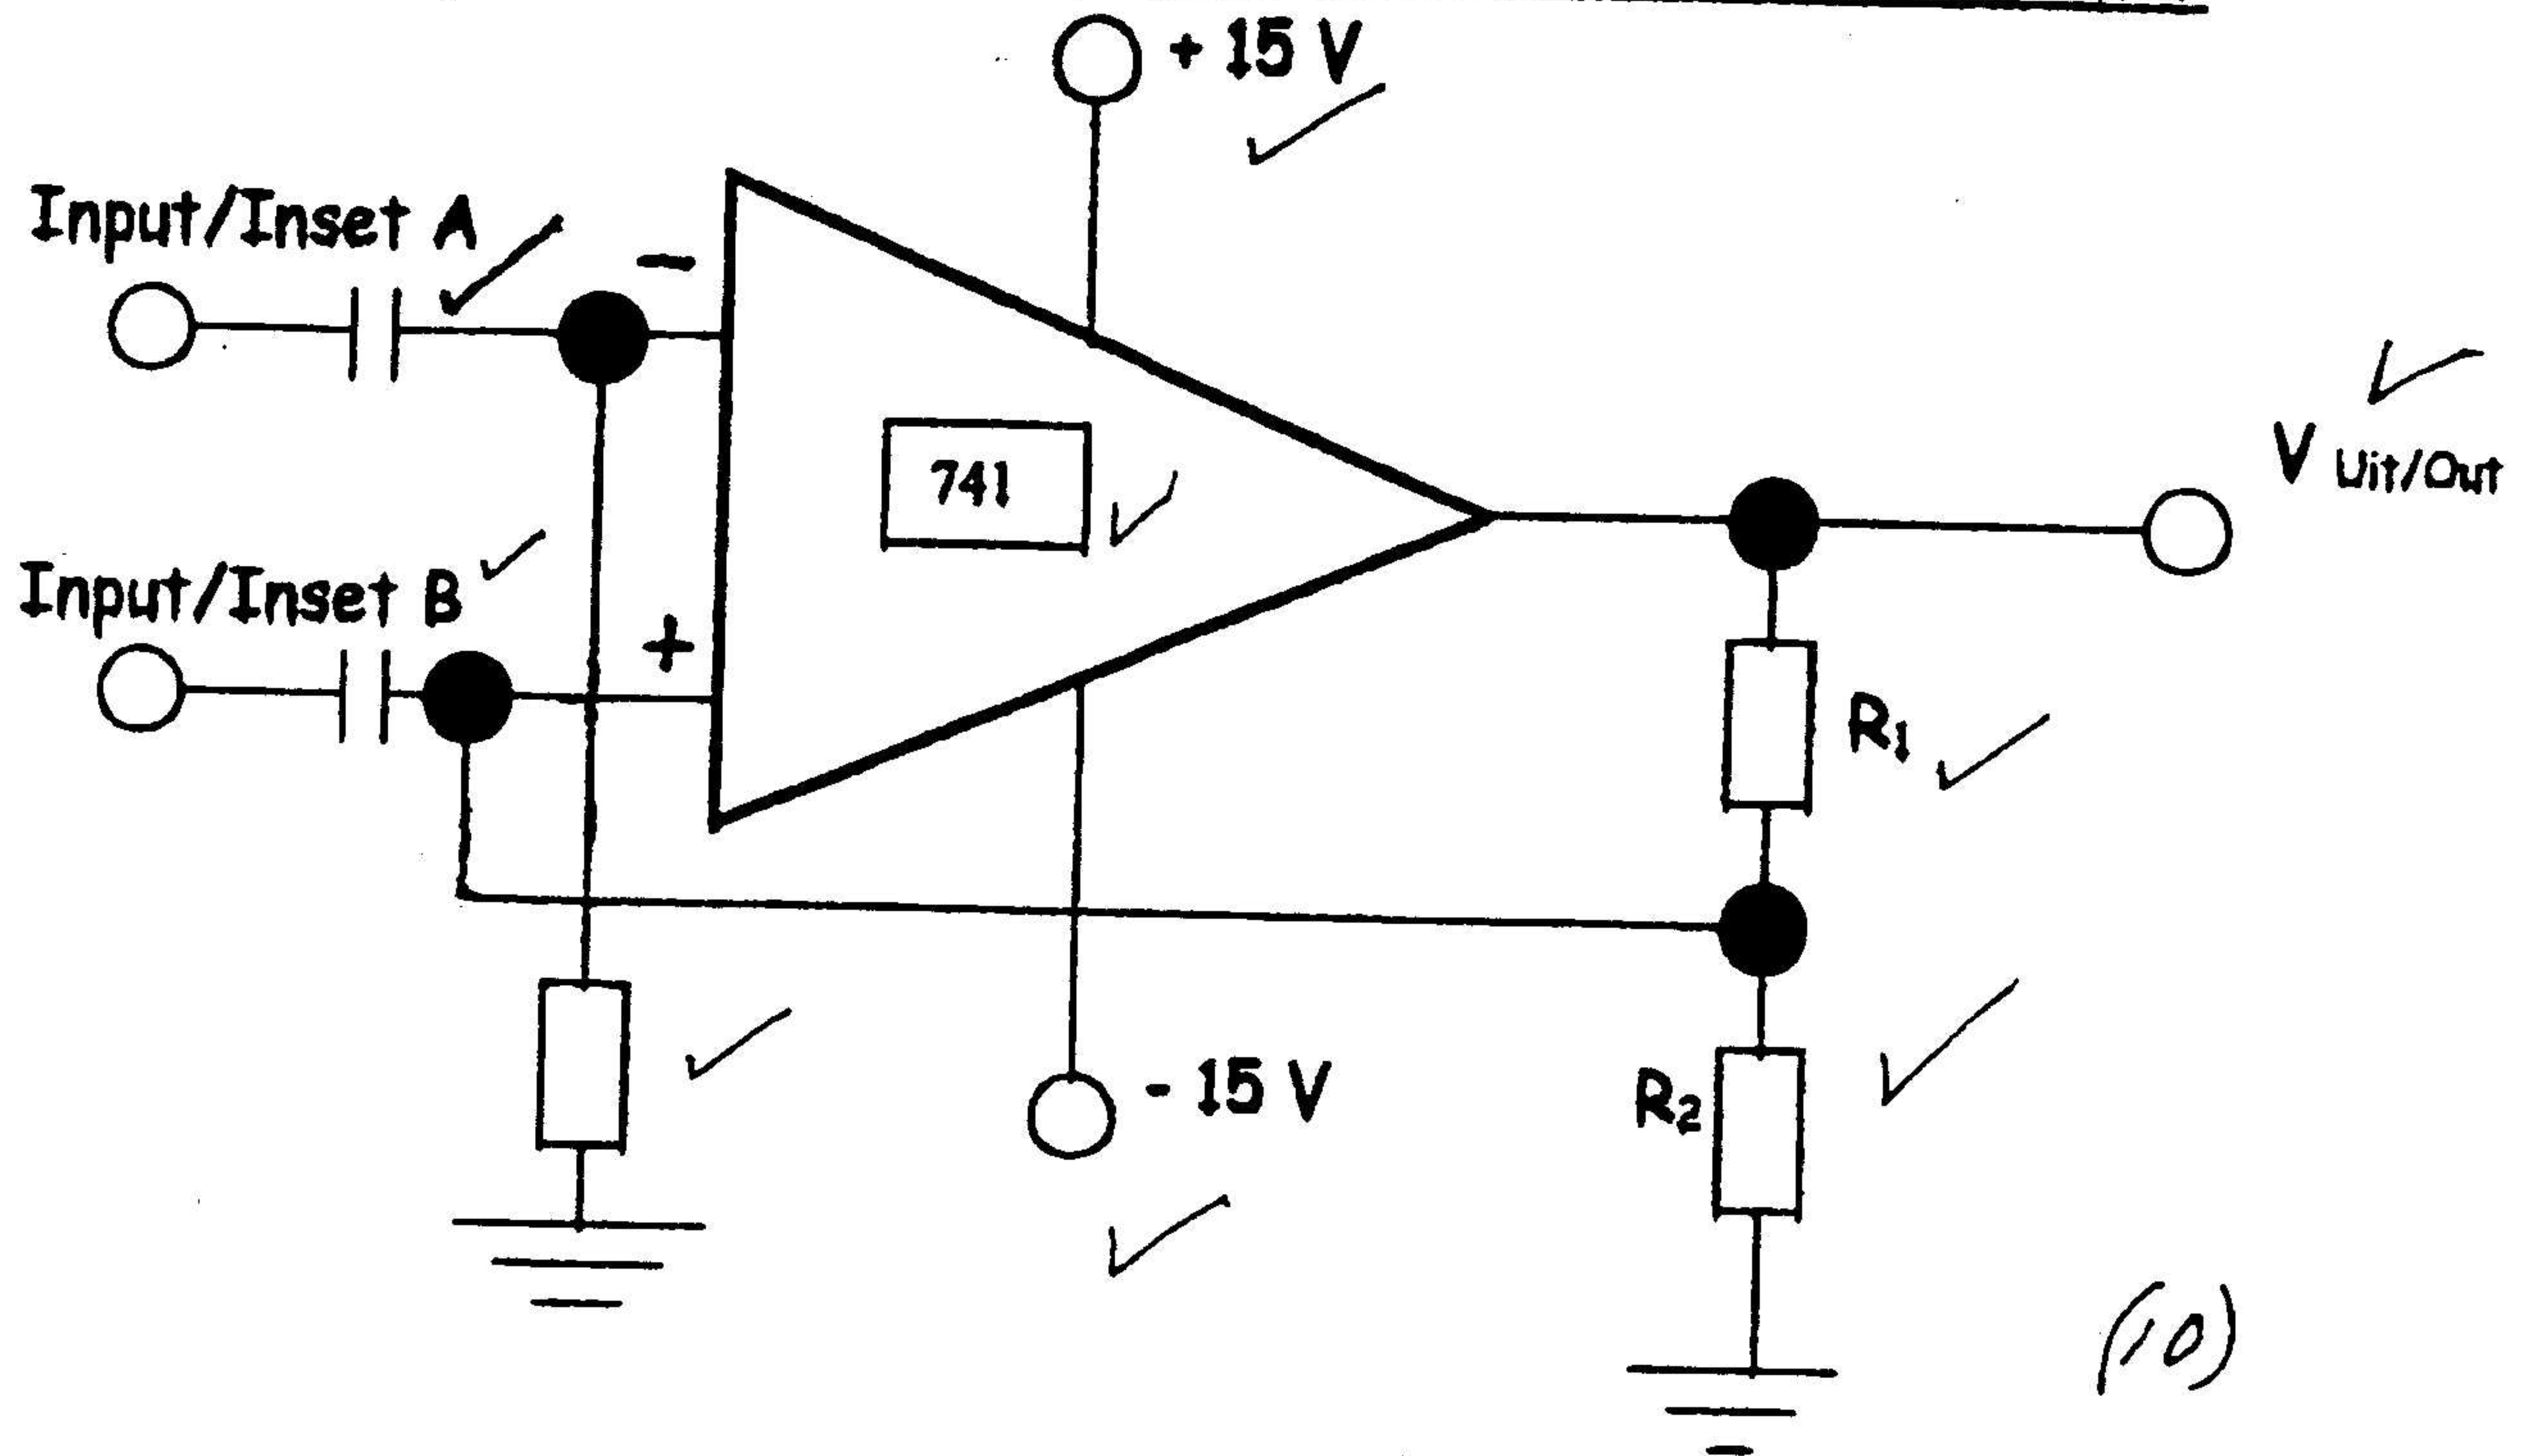 + 15 V
Input/Inset A
-
741
V Uit/Out
Input/Inset B
+
R1
- 15 V
R2
(10)